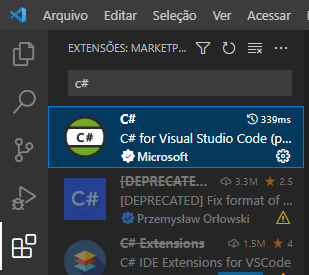 Arquivo Editar Seleção Ver Acessar
EXTENSÕES: MARKETP...
c#
C# 339ms
C# for Visual Studio Code (p...
Microsoft
C#
[DEPRECATE... 3.3M 2.5
[DEPRECATED] Fix format of ...
Przemysław Orłowski
C# Extensions 1.5M 4
C# IDE Extensions for VSCode